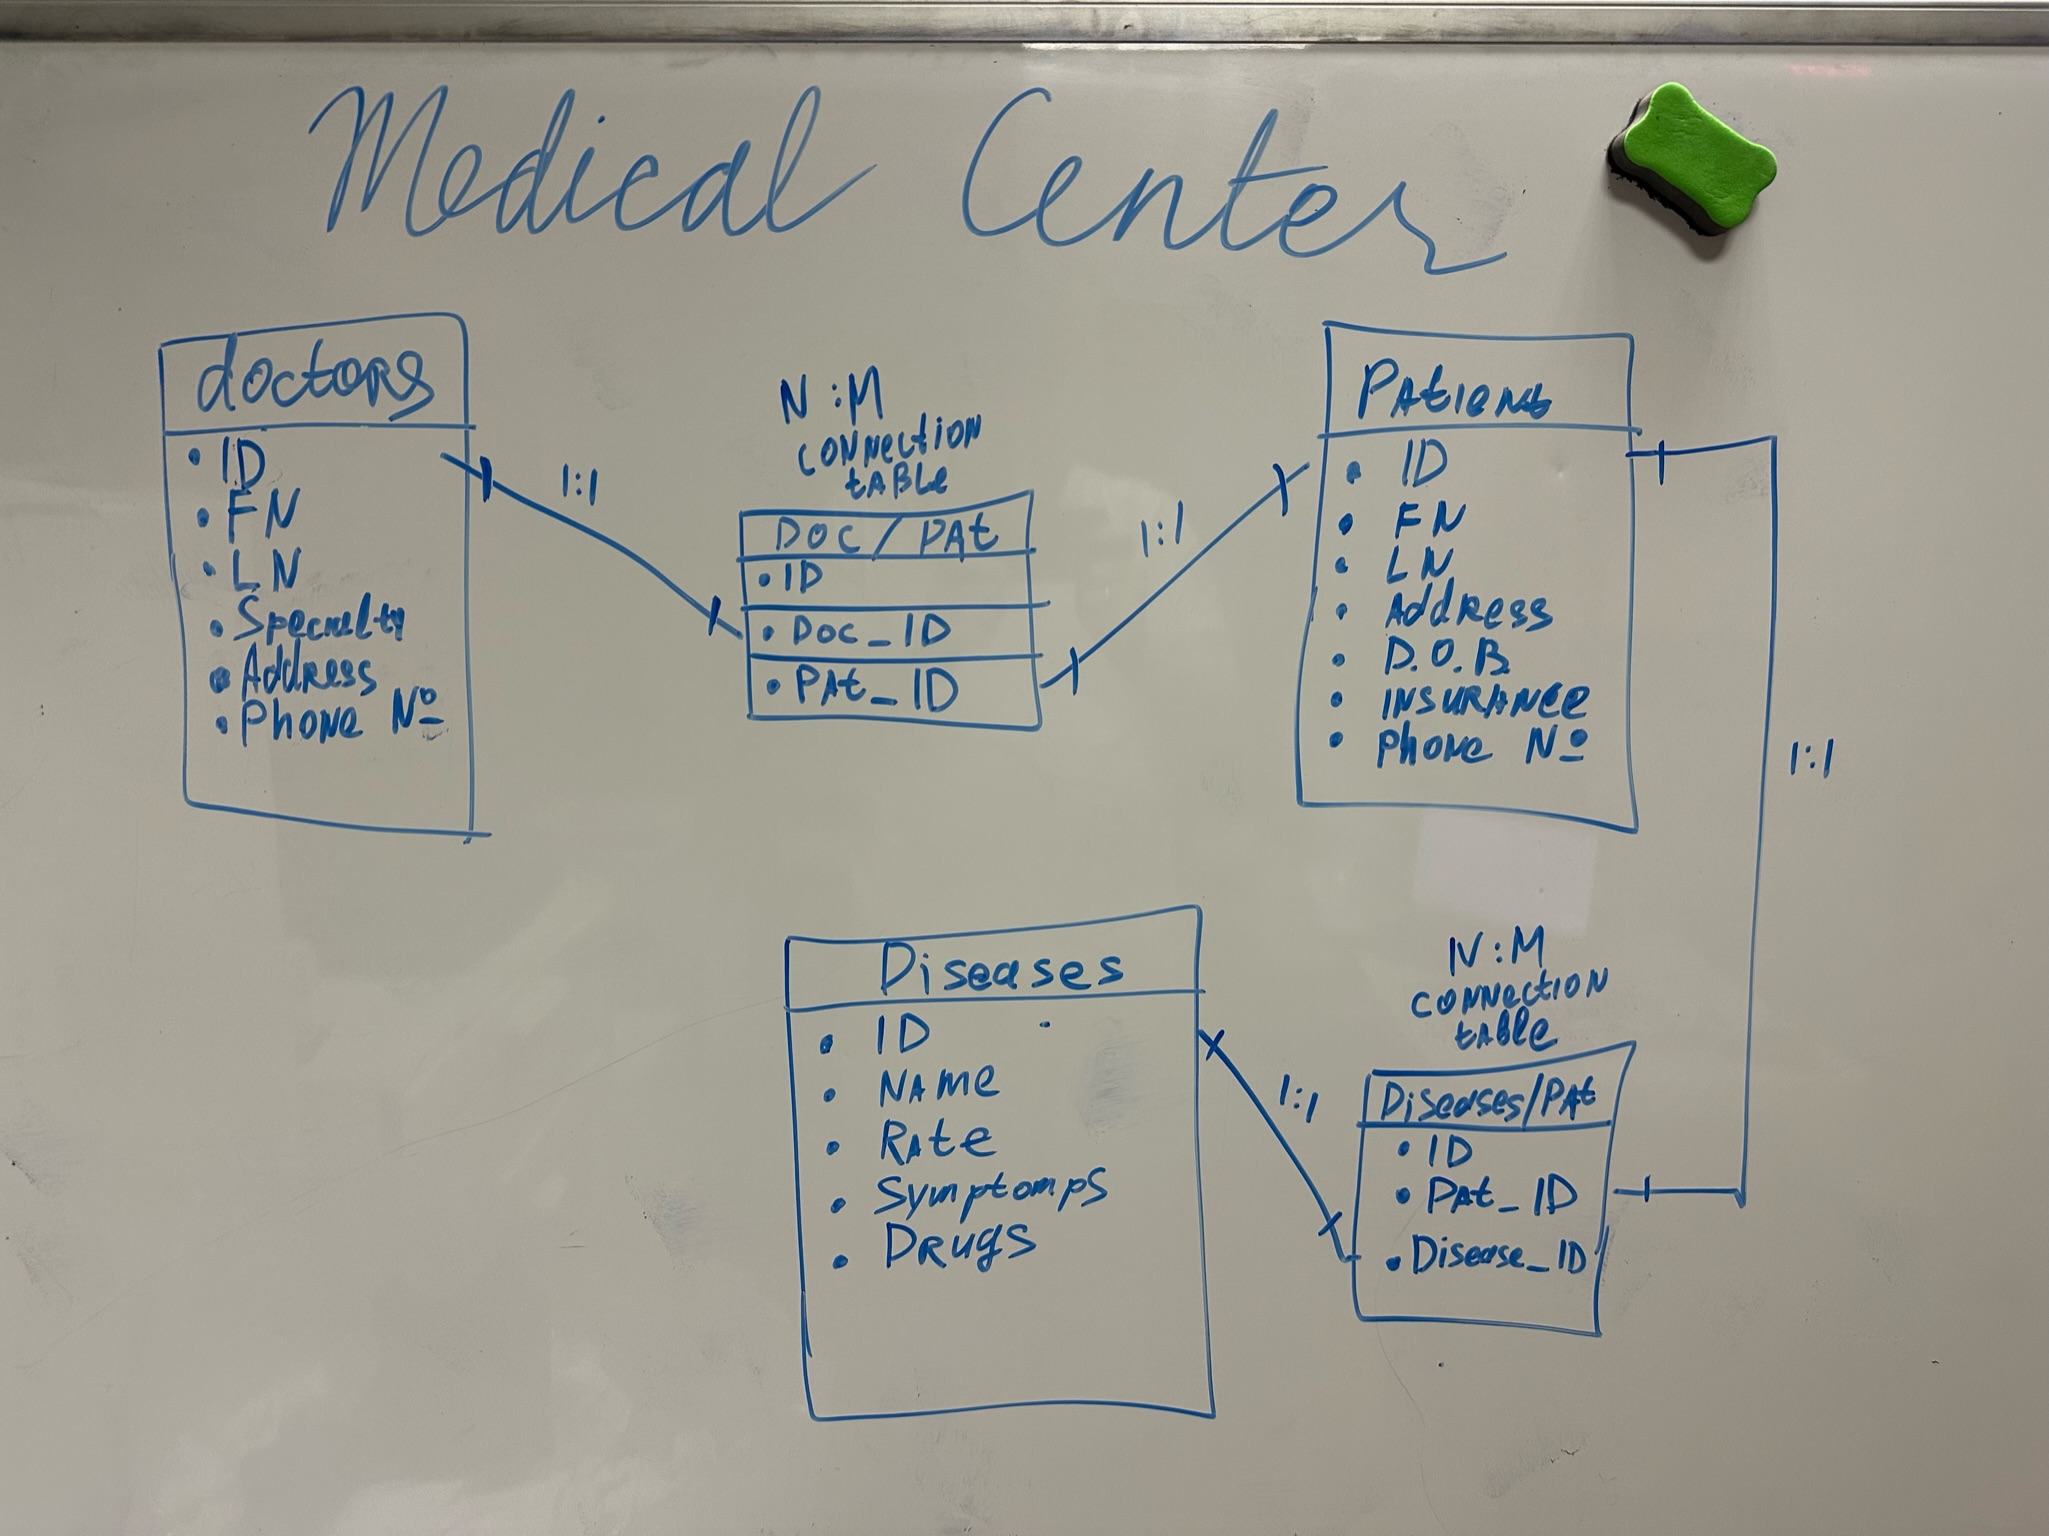 Medical Center
doctors
• ID
• FN
• LN
• Specialty
• Address
• Phone №
1:1
N:M
connection
table
Doc / Pat
• ID
• Doc_ID
• Pat_ID
1:1
Patients
• ID
• FN
• LN
• Address
• D.O.B.
• Insurance
• Phone №
1:1
Diseases
• ID
• Name
• Rate
• Symptomps
• Drugs
1:1
N:M
connection
table
Diseases/Pat
• ID
• Pat_ID
• Disease_ID